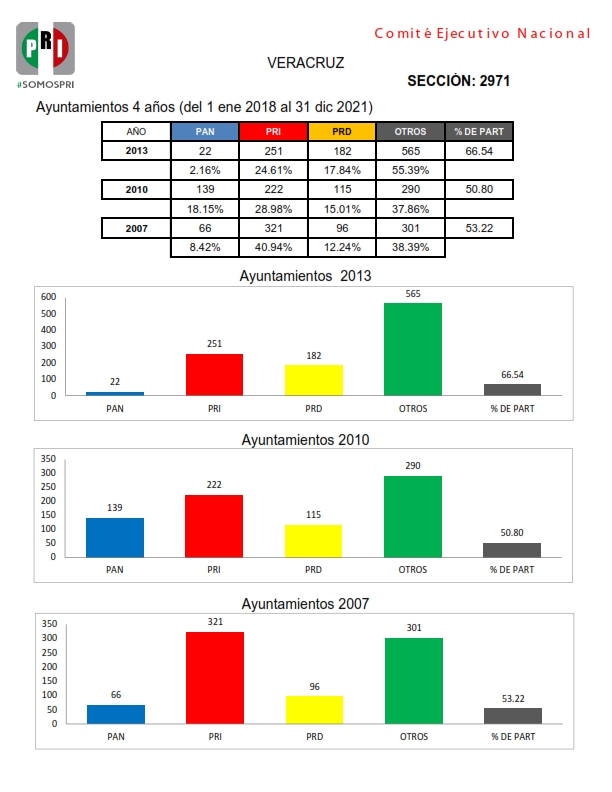 Comité Ejecutivo Nacional
PRI
#SOMOSPRI
VERACRUZ
SECCIÓN: 2971
Ayuntamientos 4 años (del 1 ene 2018 al 31 dic 2021)
AÑO PAN PRI PRD OTROS % DE PART
2013 22 251 182 565 66.54
2.16% 24.61% 17.84% 55.39%
2010 139 222 115 290 50.80
18.15% 28.98% 15.01% 37.86%
2007 66 321 96 301 53.22
8.42% 40.94% 12.24% 38.39%
Ayuntamientos 2013
600
500
400
300
200
100
0
22 251 182 565 66.54
PAN PRI PRD OTROS % DE PART
Ayuntamientos 2010
350
300
250
200
150
100
50
0
139 222 115 290 50.80
PAN PRI PRD OTROS % DE PART
Ayuntamientos 2007
350
300
250
200
150
100
50
0
66 321 96 301 53.22
PAN PRI PRD OTROS % DE PART